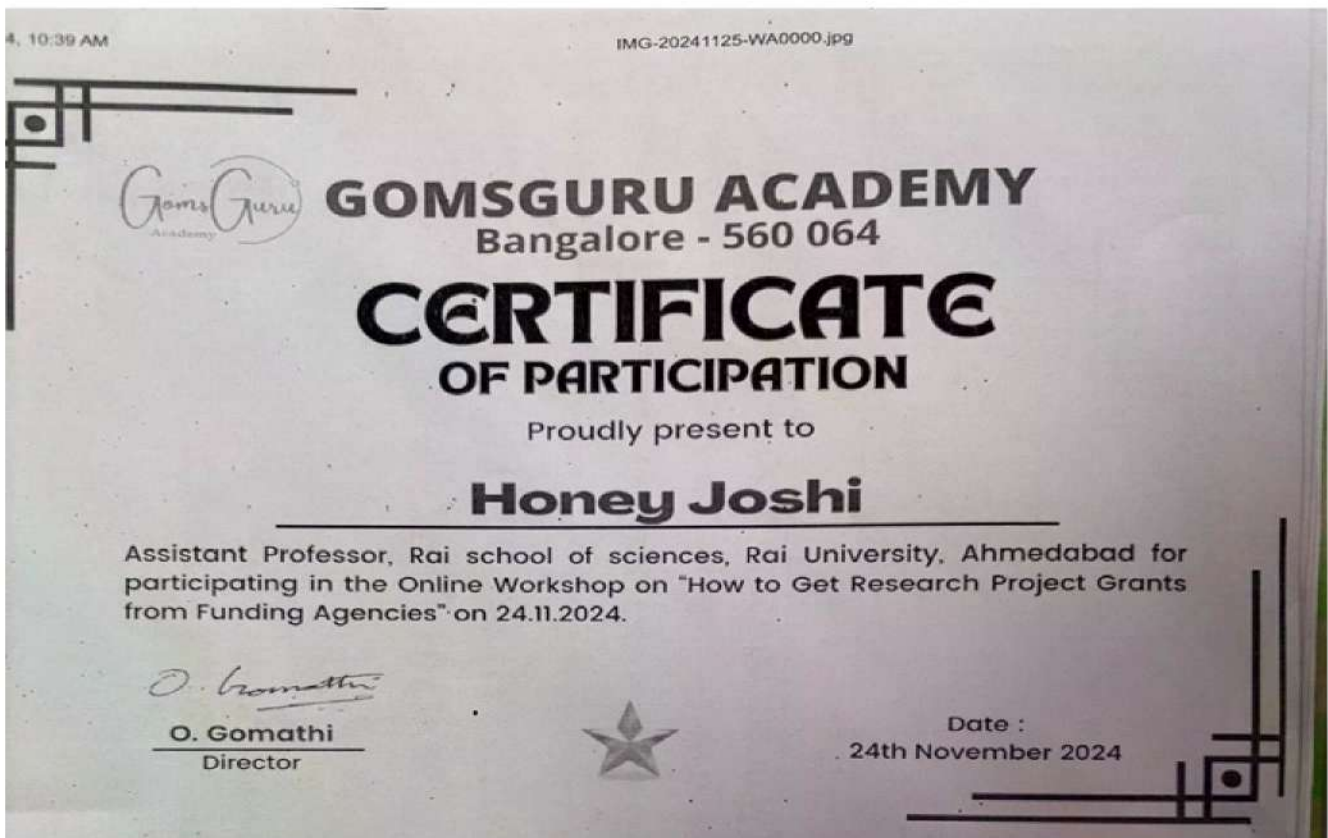 4, 10:39 AM
IMG-20241125-WA0000.jpg
Goms Guru
Academy
GOMSGURU ACADEMY
Bangalore - 560 064
CERTIFICATE
OF PARTICIPATION
Proudly present to
Honey Joshi
Assistant Professor, Rai school of sciences, Rai University, Ahmedabad for
participating in the Online Workshop on "How to Get Research Project Grants
from Funding Agencies" on 24.11.2024.
O. Gomathi
O. Gomathi
Director
Date :
24th November 2024